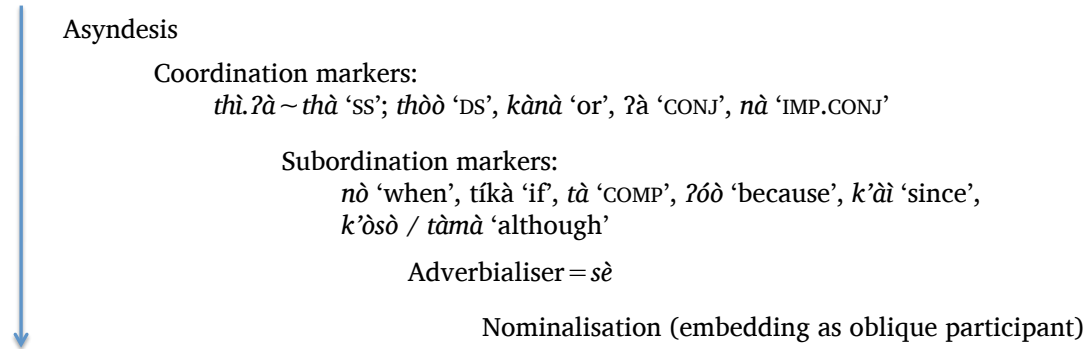 Asyndesis
Coordination markers:
thì.ʔà ~ thà ‘SS’; thòò ‘DS’, kànà ‘or’, ʔà ‘CONJ’, nà ‘IMP.CONJ’
Subordination markers:
nò ‘when’, tíkà ‘if’, tà ‘COMP’, ʔóò ‘because’, k’àì ‘since’,
k’òsò / tàmà ‘although’
Adverbialiser = sè
Nominalisation (embedding as oblique participant)